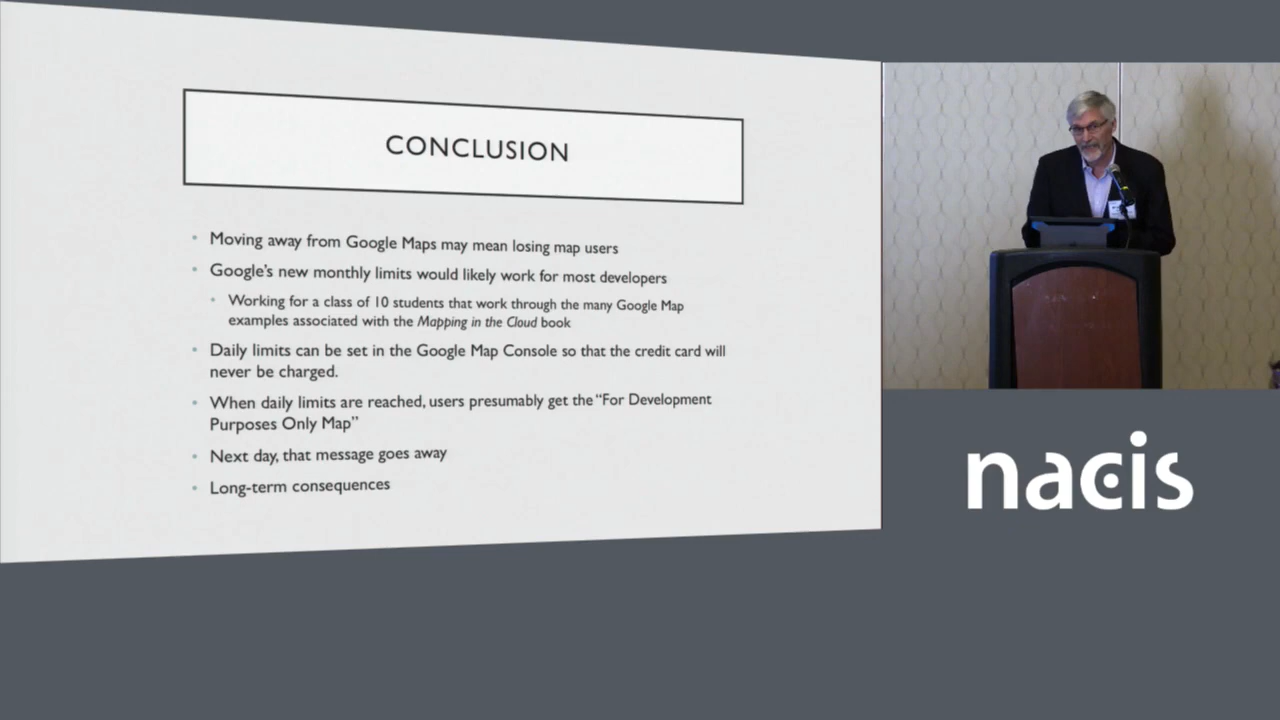 CONCLUSION
Moving away from Google Maps may mean losing map users
Google's new monthly limits would likely work for most developers
Working for a class of 10 students that work through the many Google Map
examples associated with the Mapping in the Cloud book
Daily limits can be set in the Google Map Console so that the credit card will
never be charged.
When daily limits are reached, users presumably get the "For Development
Purposes Only Map"
Next day, that message goes away
Long-term consequences
nacis